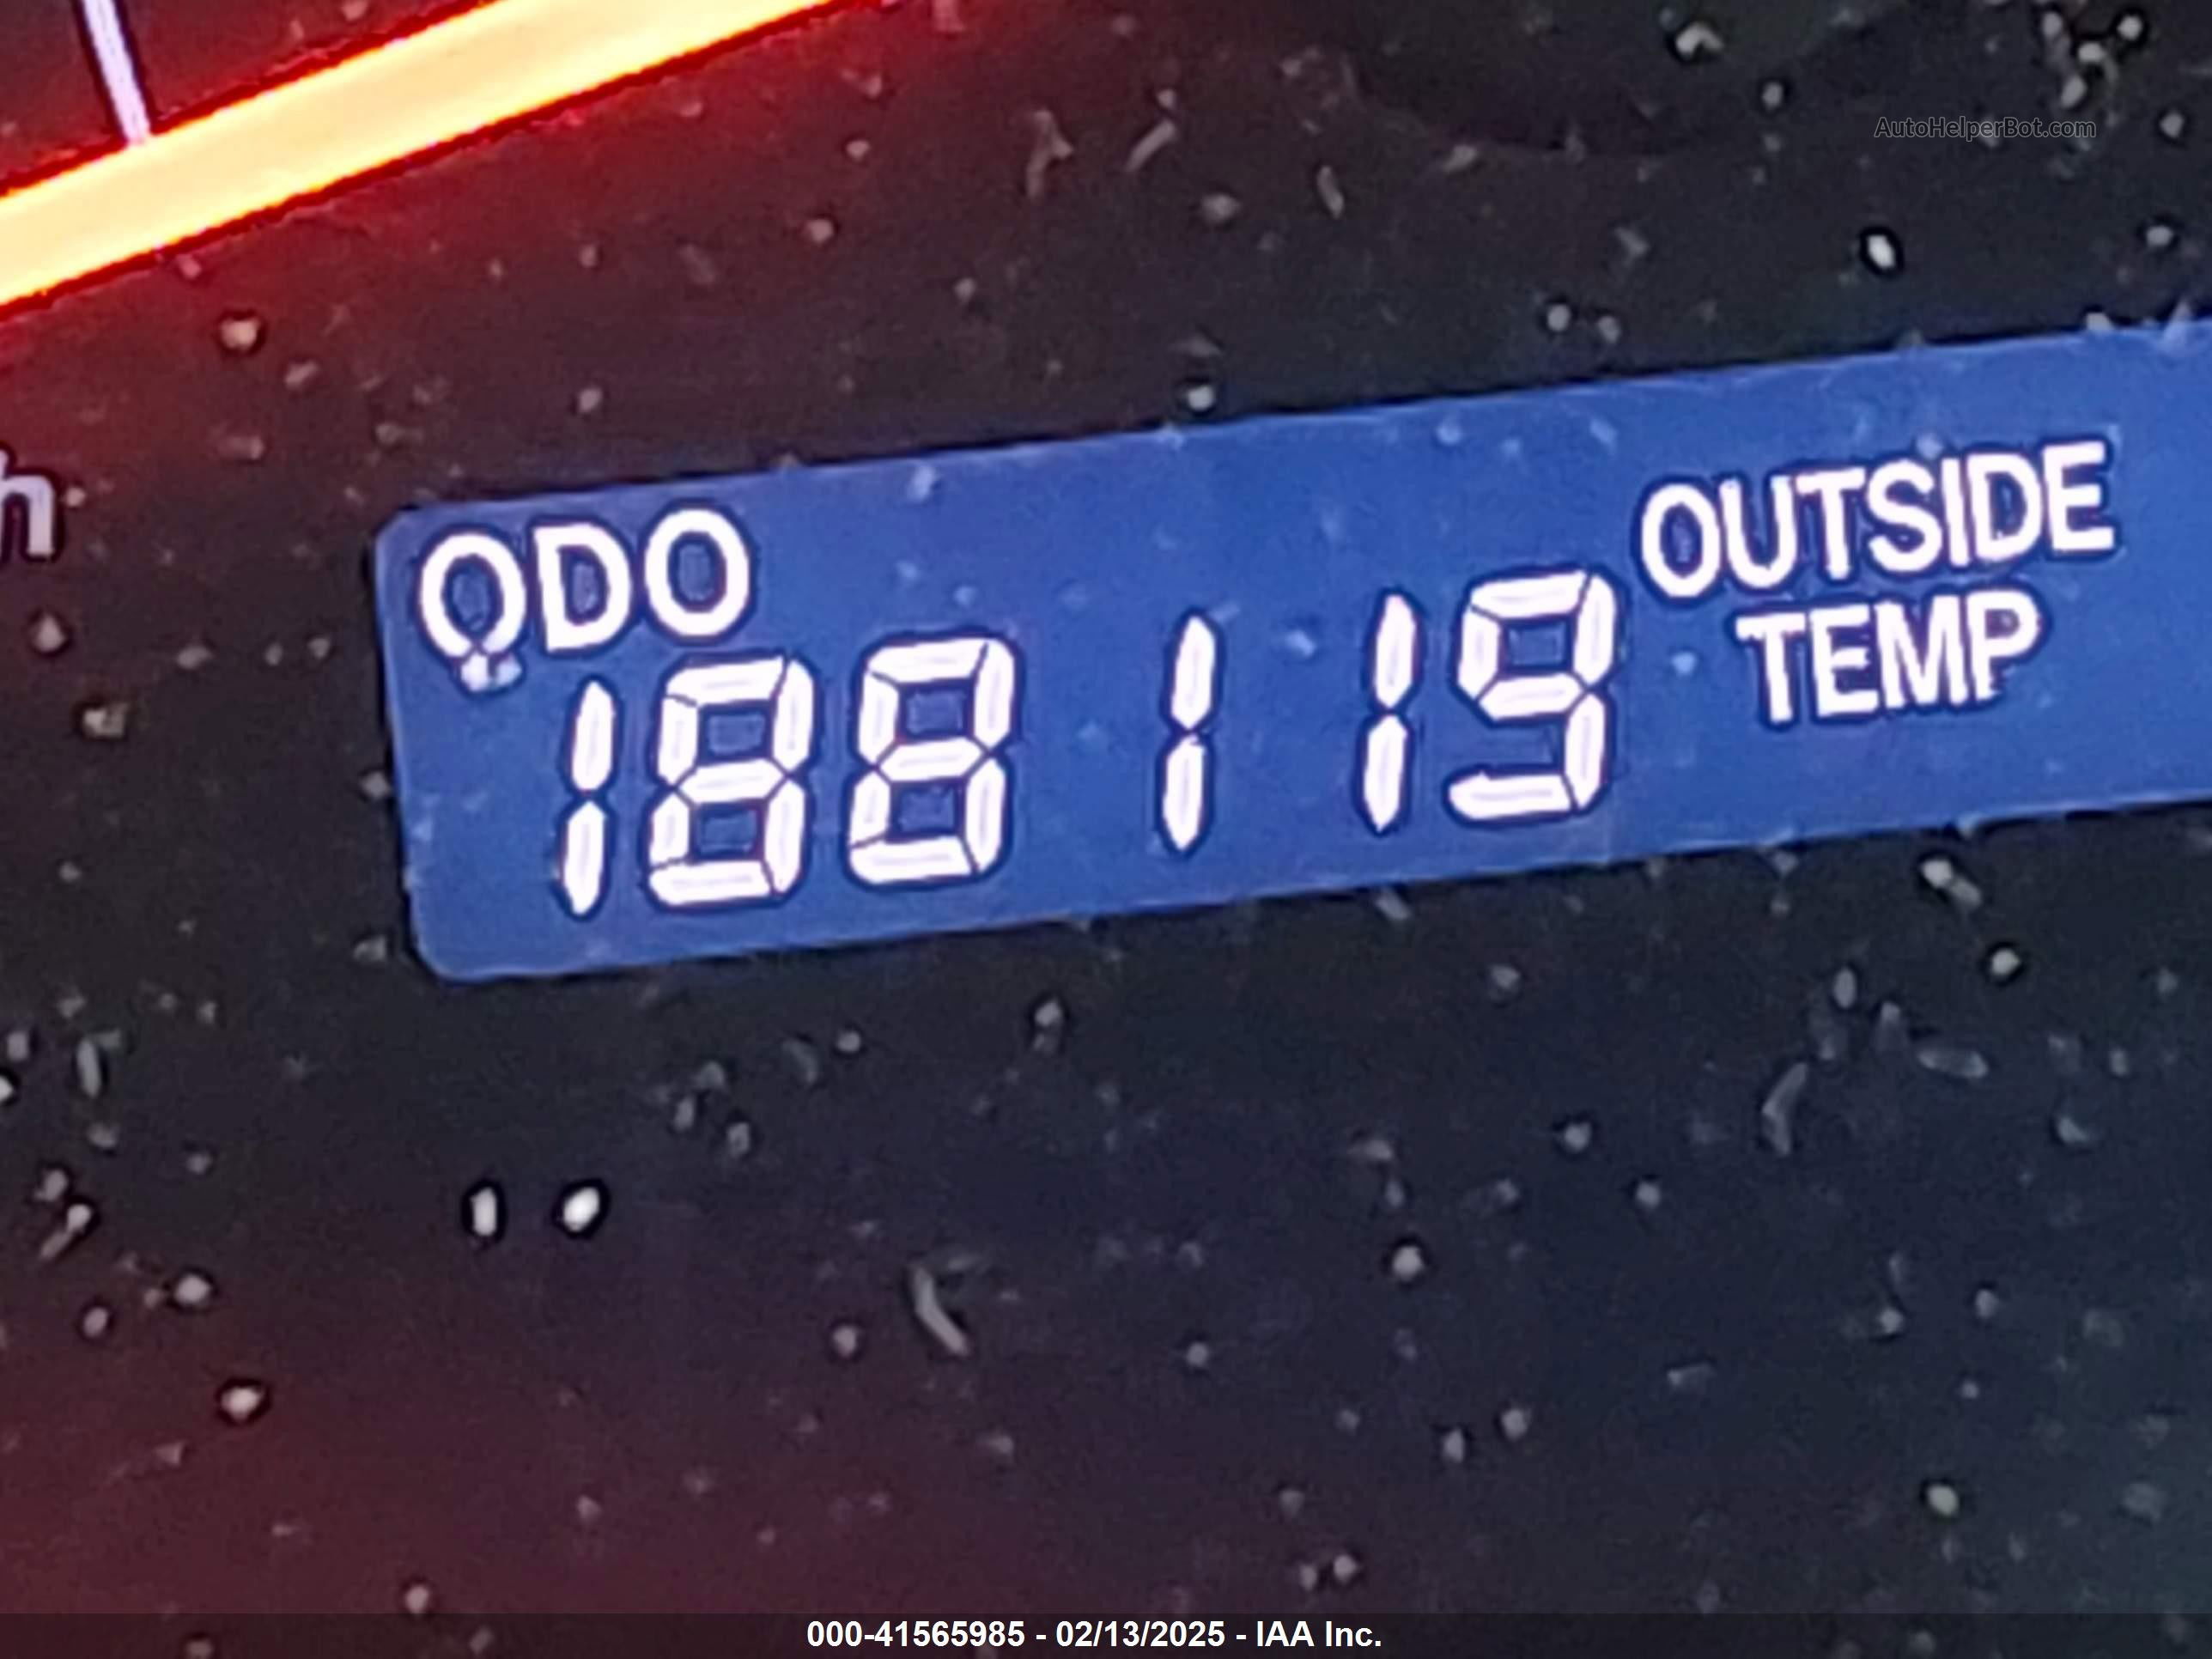 AutoHelperBot.com
h
ODO
188119
OUTSIDE
TEMP
000-41565985 - 02/13/2025 - IAA Inc.